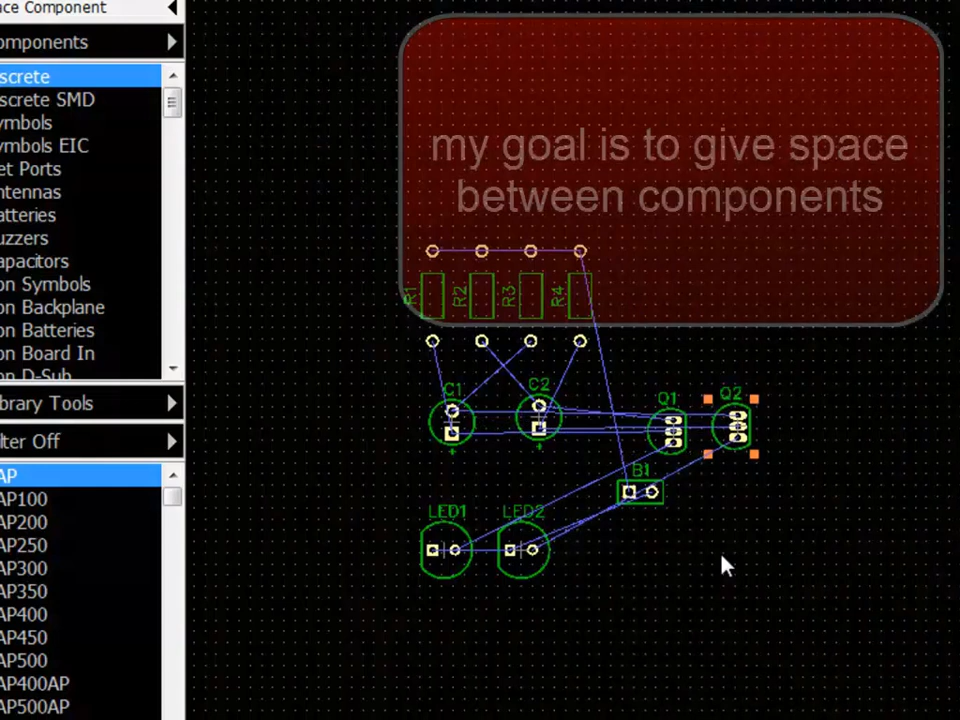 ace Component
omponents
screte
screte SMD
ymbols
ymbols EIC
et Ports
ntennas
atteries
uzzers
apacitors
on Symbols
on Backplane
on Batteries
on Board In
on D-Sub
brary Tools
lter Off
AP
AP100
AP200
AP250
AP300
AP350
AP400
AP450
AP500
AP400AP
AP500AP
my goal is to give space
between components
R1 R2 R3 R4
C1 C2 Q1 Q2
B1
LED1 LED2